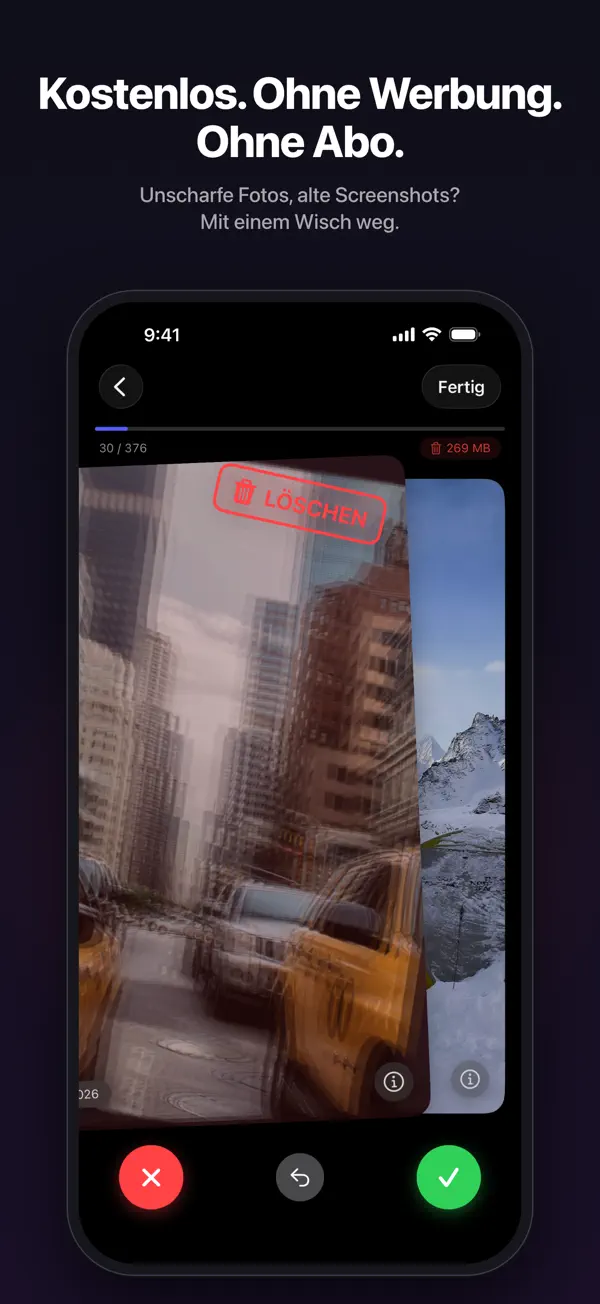 Kostenlos. Ohne Werbung.
Ohne Abo.
Unscharfe Fotos, alte Screenshots?
Mit einem Wisch weg.
9:41
Fertig
30 / 376
269 MB
LÖSCHEN
026